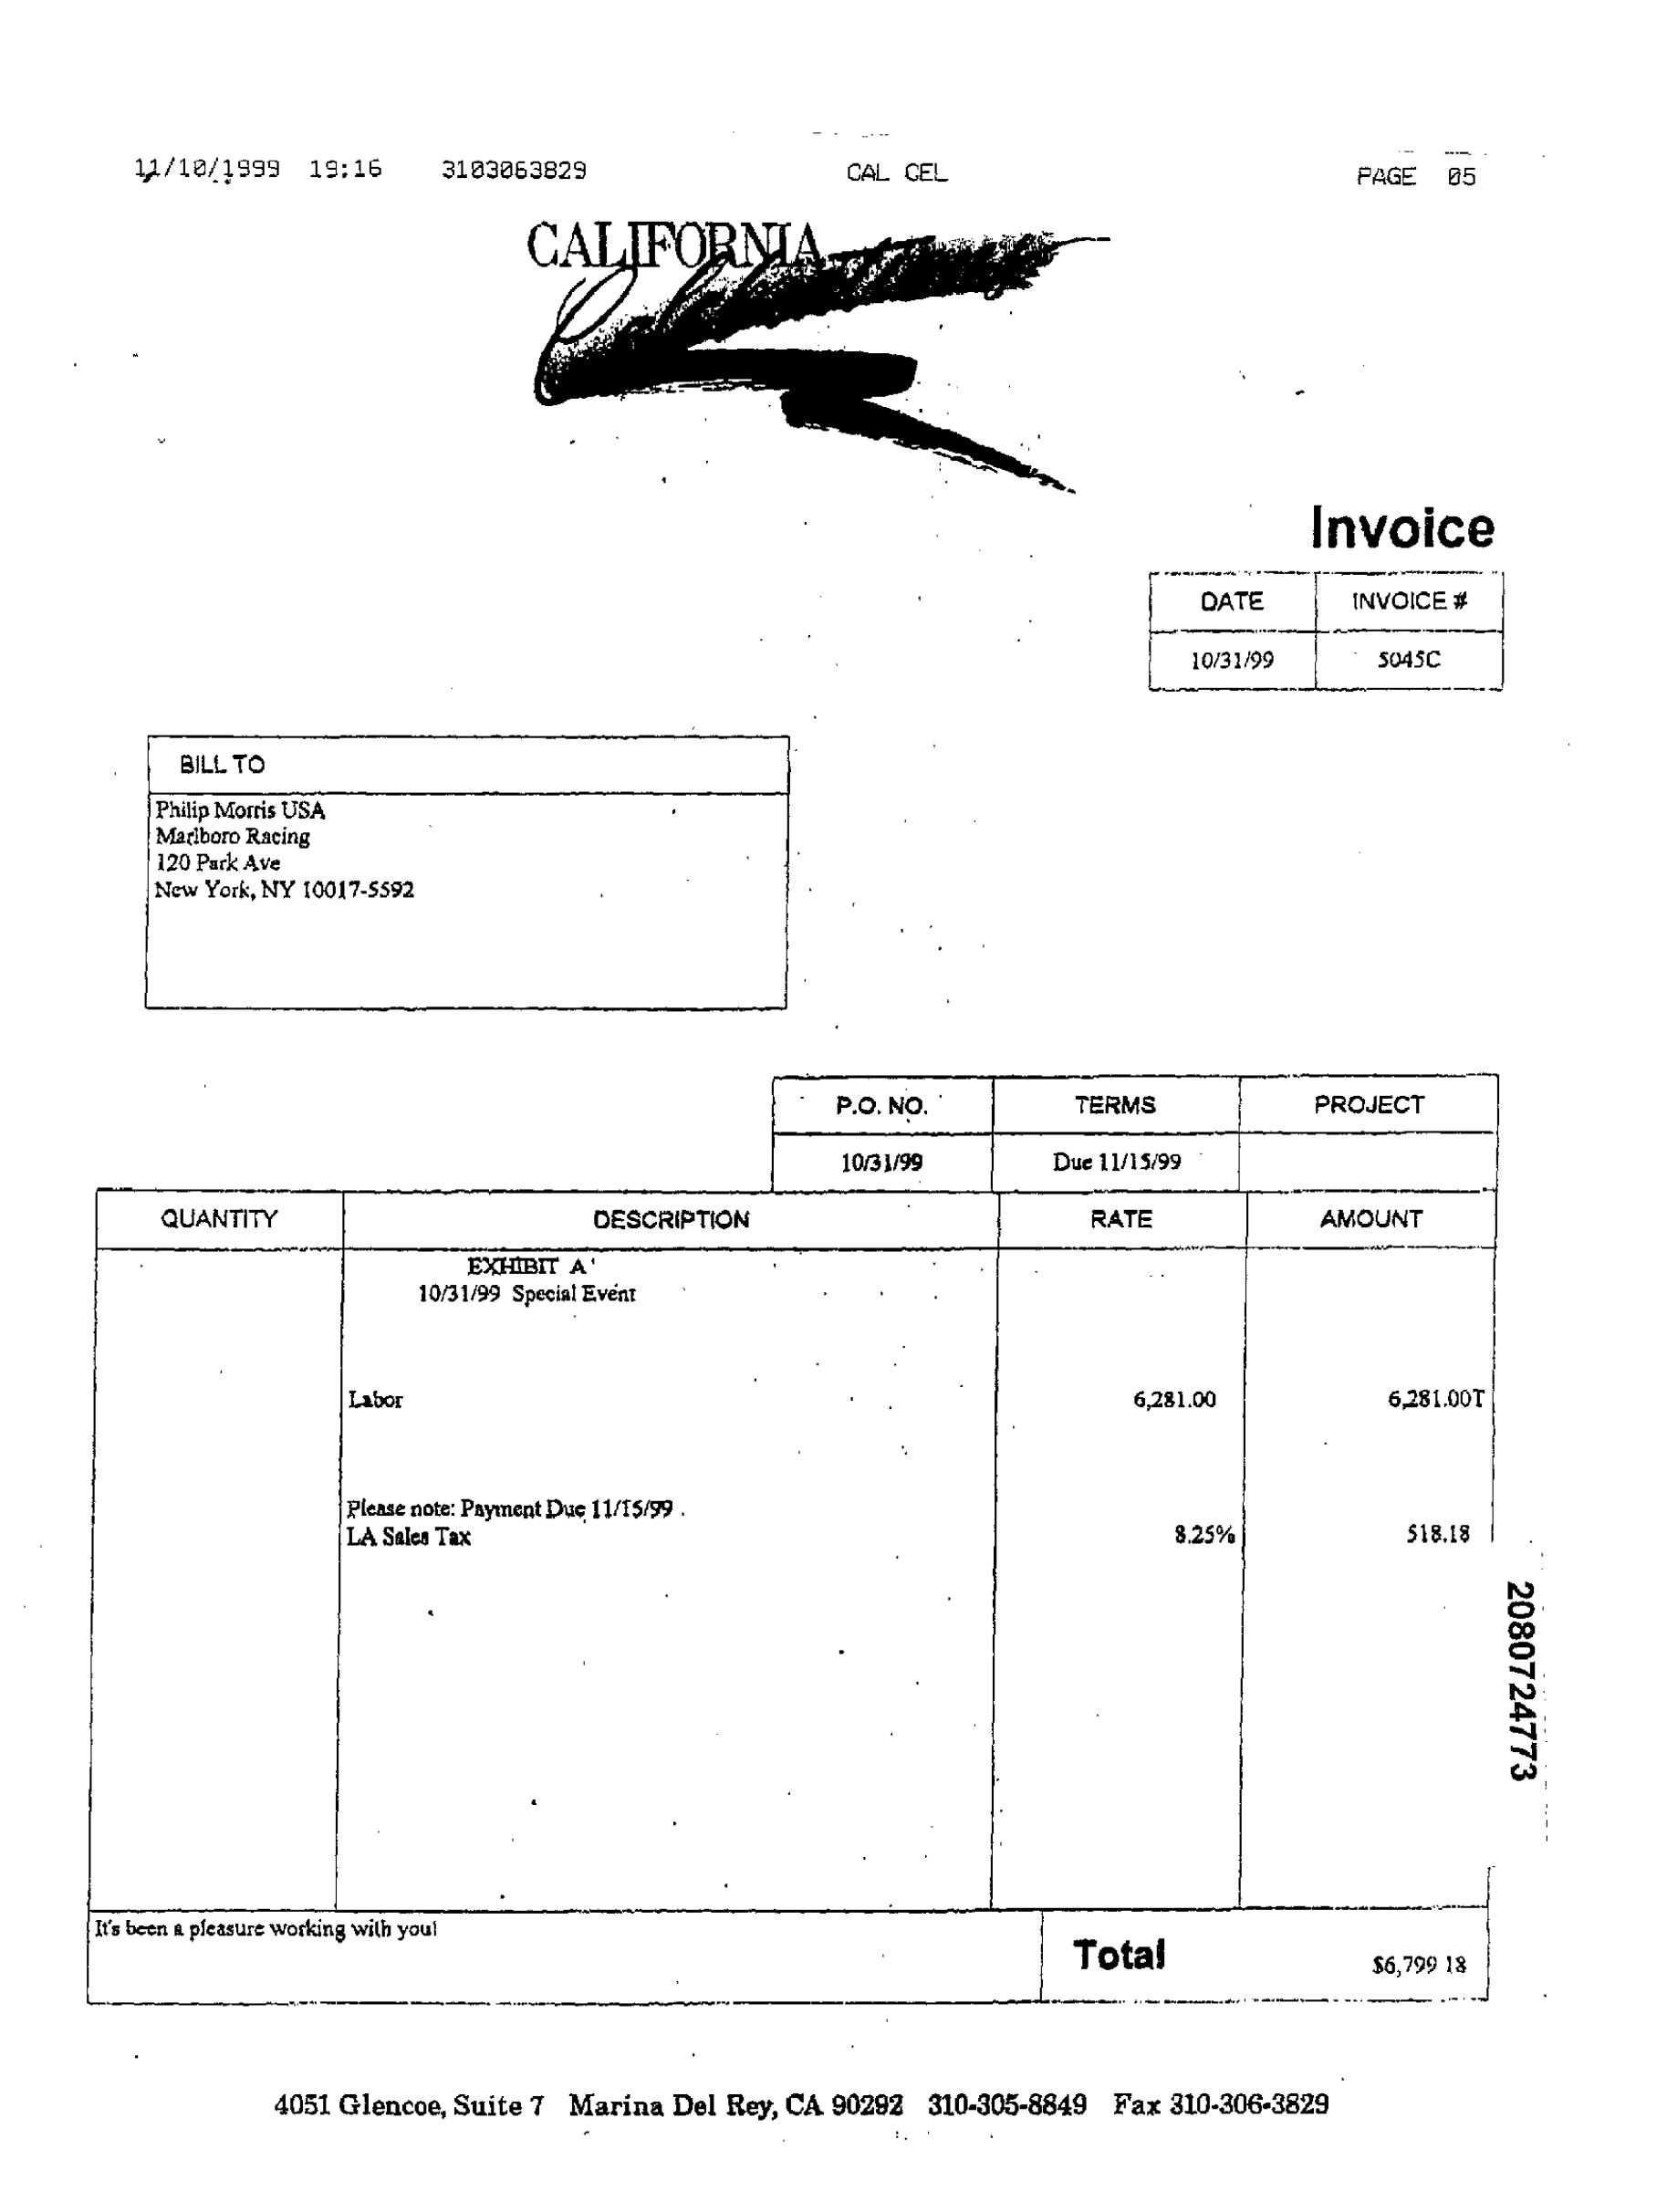 11/10/1999 19:16 3103063829 CAL CEL PAGE 05
CALIFORNIA
Invoice
DATE INVOICE #
10/31/99 5045C
BILL TO
Philip Morris USA
Marlboro Racing
120 Park Ave
New York, NY 10017-5592
P.O. NO. TERMS PROJECT
10/31/99 Due 11/15/99
QUANTITY DESCRIPTION RATE AMOUNT
EXHIBIT A
10/31/99 Special Event
Labor 6,281.00 6,281.00T
Please note: Payment Due 11/15/99 .
LA Sales Tax 8.25% 518.18
2080724773
It's been a pleasure working with you!
Total $6,799 18
4051 Glencoe, Suite 7 Marina Del Rey, CA 90292 310-305-8849 Fax 310-306-3829